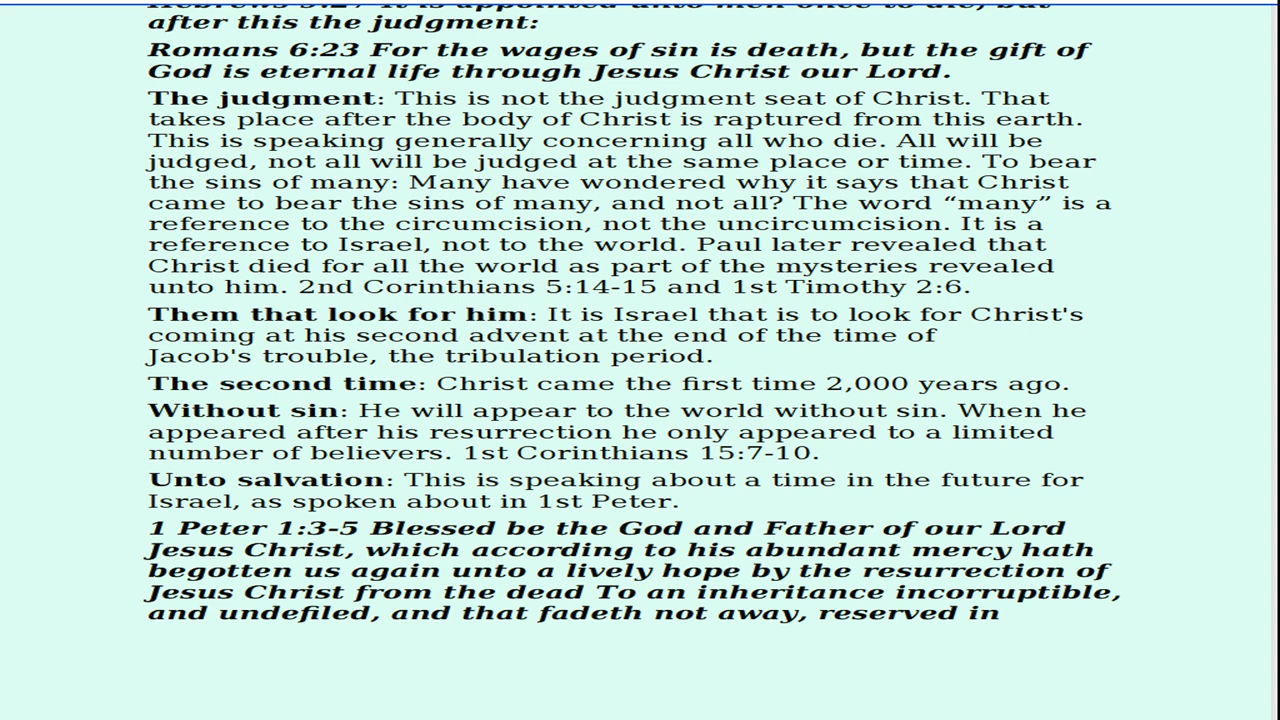 Hebrews 9:27 It is appointed unto men once to die, but
after this the judgment:
Romans 6:23 For the wages of sin is death, but the gift of
God is eternal life through Jesus Christ our Lord.
The judgment: This is not the judgment seat of Christ. That
takes place after the body of Christ is raptured from this earth.
This is speaking generally concerning all who die. All will be
judged, not all will be judged at the same place or time. To bear
the sins of many: Many have wondered why it says that Christ
came to bear the sins of many, and not all? The word “many” is a
reference to the circumcision, not the uncircumcision. It is a
reference to Israel, not to the world. Paul later revealed that
Christ died for all the world as part of the mysteries revealed
unto him. 2nd Corinthians 5:14-15 and 1st Timothy 2:6.
Them that look for him: It is Israel that is to look for Christ's
coming at his second advent at the end of the time of
Jacob's trouble, the tribulation period.
The second time: Christ came the first time 2,000 years ago.
Without sin: He will appear to the world without sin. When he
appeared after his resurrection he only appeared to a limited
number of believers. 1st Corinthians 15:7-10.
Unto salvation: This is speaking about a time in the future for
Israel, as spoken about in 1st Peter.
1 Peter 1:3-5 Blessed be the God and Father of our Lord
Jesus Christ, which according to his abundant mercy hath
begotten us again unto a lively hope by the resurrection of
Jesus Christ from the dead To an inheritance incorruptible,
and undefiled, and that fadeth not away, reserved in